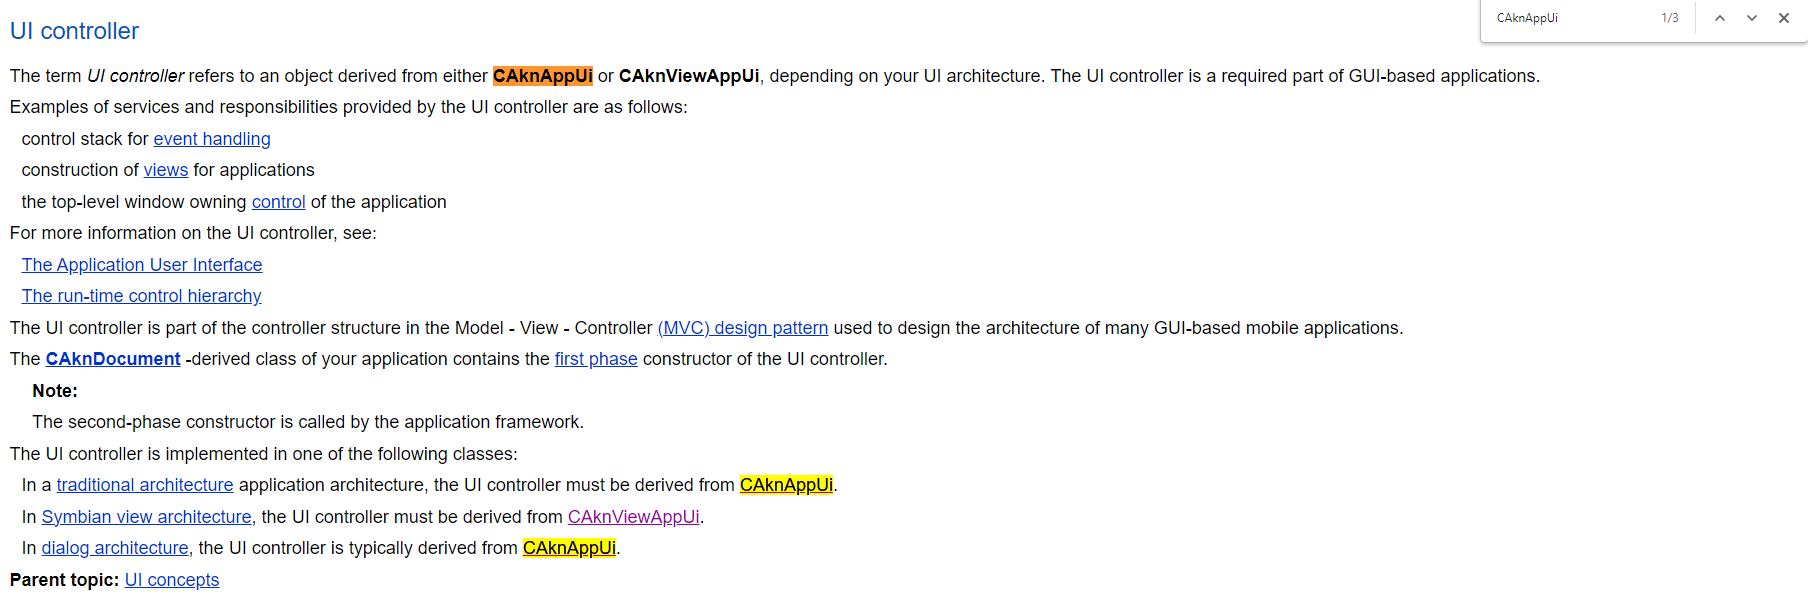 CAknAppUi 1/3
UI controller
The term UI controller refers to an object derived from either CAknAppUi or CAknViewAppUi, depending on your UI architecture. The UI controller is a required part of GUI-based applications.
Examples of services and responsibilities provided by the UI controller are as follows:
control stack for event handling
construction of views for applications
the top-level window owning control of the application
For more information on the UI controller, see:
The Application User Interface
The run-time control hierarchy
The UI controller is part of the controller structure in the Model - View - Controller (MVC) design pattern used to design the architecture of many GUI-based mobile applications.
The CAknDocument -derived class of your application contains the first phase constructor of the UI controller.
Note:
The second-phase constructor is called by the application framework.
The UI controller is implemented in one of the following classes:
In a traditional architecture application architecture, the UI controller must be derived from CAknAppUi.
In Symbian view architecture, the UI controller must be derived from CAknViewAppUi.
In dialog architecture, the UI controller is typically derived from CAknAppUi.
Parent topic: UI concepts